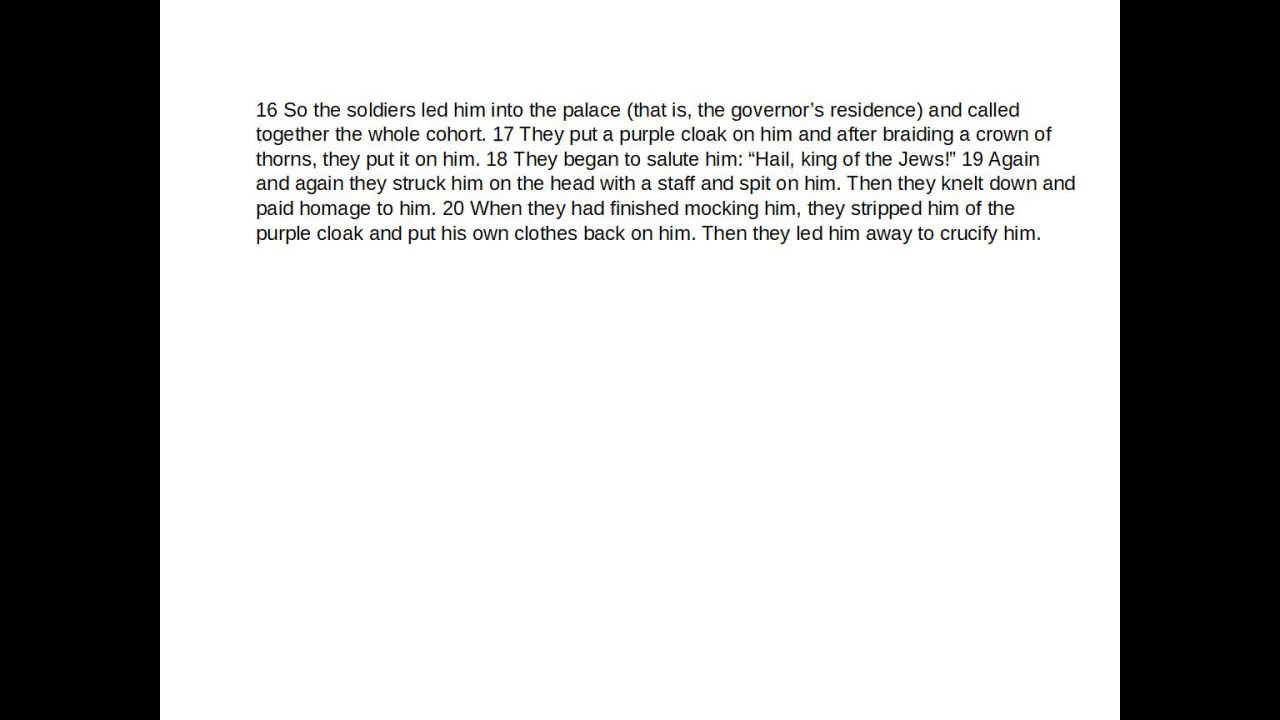 16 So the soldiers led him into the palace (that is, the governor’s residence) and called
together the whole cohort. 17 They put a purple cloak on him and after braiding a crown of
thorns, they put it on him. 18 They began to salute him: “Hail, king of the Jews!” 19 Again
and again they struck him on the head with a staff and spit on him. Then they knelt down and
paid homage to him. 20 When they had finished mocking him, they stripped him of the
purple cloak and put his own clothes back on him. Then they led him away to crucify him.